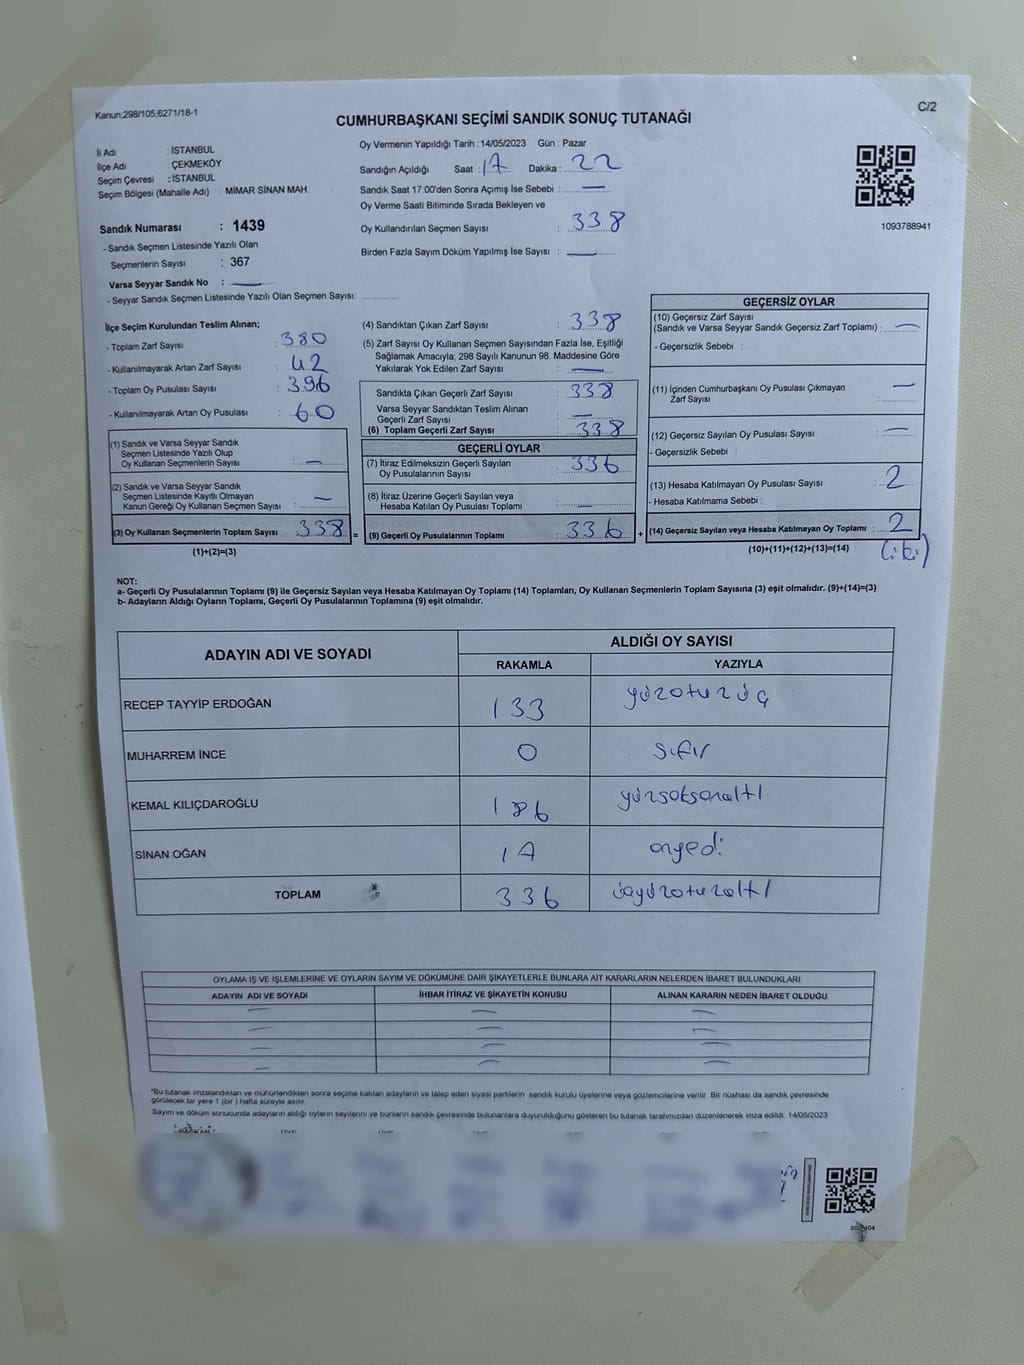 Kanun;298/105;6271/18-1
C/2
CUMHURBAŞKANI SEÇİMİ SANDIK SONUÇ TUTANAĞI
İl Adı : İSTANBUL
İlçe Adı : ÇEKMEKÖY
Seçim Çevresi : İSTANBUL
Seçim Bölgesi (Mahalle Adı) : MİMAR SİNAN MAH.
Sandık Numarası : 1439
- Sandık Seçmen Listesinde Yazılı Olan
Seçmenlerin Sayısı : 367
Varsa Seyyar Sandık No : —
- Seyyar Sandık Seçmen Listesinde Yazılı Olan Seçmen Sayısı: ............
Oy Vermenin Yapıldığı Tarih : 14/05/2023 Gün : Pazar
Sandığın Açıldığı Saat : 17 Dakika : 22
Sandık Saat 17.00'den Sonra Açmış İse Sebebi : —
Oy Verme Saati Bitiminde Sırada Bekleyen ve
Oy Kullandırılan Seçmen Sayısı : 338
Birden Fazla Sayım Döküm Yapılmış İse Sayısı : —
1093788941
İlçe Seçim Kurulundan Teslim Alınan;
- Toplam Zarf Sayısı : 380
- Kullanılmayarak Artan Zarf Sayısı : 42
- Toplam Oy Pusulası Sayısı : 396
- Kullanılmayarak Artan Oy Pusulası : 60
(1) Sandık ve Varsa Seyyar Sandık
Seçmen Listesinde Yazılı Olup
Oy Kullanan Seçmenlerin Sayısı : —
(2) Sandık ve Varsa Seyyar Sandık
Seçmen Listesinde Kayıtlı Olmayan
Kanun Gereği Oy Kullanan Seçmen Sayısı : —
(3) Oy Kullanan Seçmenlerin Toplam Sayısı : 338
(1)+(2)=(3)
(4) Sandıktan Çıkan Zarf Sayısı : 338
(5) Zarf Sayısı Oy Kullanan Seçmen Sayısından Fazla İse, Eşitliği
Sağlamak Amacıyla, 298 Sayılı Kanunun 98. Maddesine Göre
Yakılarak Yok Edilen Zarf Sayısı : —
Sandıkta Çıkan Geçerli Zarf Sayısı : 338
Varsa Seyyar Sandıktan Teslim Alınan
Geçerli Zarf Sayısı : —
(6) Toplam Geçerli Zarf Sayısı : 338
GEÇERLİ OYLAR
(7) İtiraz Edilmeksizin Geçerli Sayılan
Oy Pusulalarının Sayısı : 336
(8) İtiraz Üzerine Geçerli Sayılan veya
Hesaba Katılan Oy Pusulası Toplamı : —
= (9) Geçerli Oy Pusulalarının Toplamı : 336 +
GEÇERSİZ OYLAR
(10) Geçersiz Zarf Sayısı
(Sandık ve Varsa Seyyar Sandık Geçersiz Zarf Toplamı) : —
- Geçersizlik Sebebi :
(11) İçinden Cumhurbaşkanı Oy Pusulası Çıkmayan
Zarf Sayısı : —
(12) Geçersiz Sayılan Oy Pusulası Sayısı : —
- Geçersizlik Sebebi :
(13) Hesaba Katılmayan Oy Pusulası Sayısı : 2
- Hesaba Katılmama Sebebi :
(14) Geçersiz Sayılan veya Hesaba Katılmayan Oy Toplamı : 2
(10)+(11)+(12)+(13)=(14) (iki)
NOT:
a- Geçerli Oy Pusulalarının Toplamı (9) ile Geçersiz Sayılan veya Hesaba Katılmayan Oy Toplamı (14) Toplamları, Oy Kullanan Seçmenlerin Toplam Sayısına (3) eşit olmalıdır. (9)+(14)=(3)
b- Adayların Aldığı Oyların Toplamı, Geçerli Oy Pusulalarının Toplamına (9) eşit olmalıdır.
ADAYIN ADI VE SOYADI ALDIĞI OY SAYISI
RAKAMLA YAZIYLA
RECEP TAYYİP ERDOĞAN 133 yüzotuzüç
MUHARREM İNCE 0 sıfır
KEMAL KILIÇDAROĞLU 186 yüzseksenaltı
SİNAN OĞAN 17 onyedi
TOPLAM 336 üçyüzotuzaltı
OYLAMA İŞ VE İŞLEMLERİNE VE OYLARIN SAYIM VE DÖKÜMÜNE DAİR ŞİKAYETLERLE BUNLARA AİT KARARLARIN NELERDEN İBARET BULUNDUKLARI
ADAYIN ADI VE SOYADI İHBAR İTİRAZ VE ŞİKAYETİN KONUSU ALINAN KARARIN NEDEN İBARET OLDUĞU
— — —
— — —
— — —
— — —
*Bu tutanak imzalandıktan ve mühürlendikten sonra seçime katılan adayların ve talep eden siyasi partilerin sandık kurulu üyelerine veya gözlemcilerine verilir. Bir nüshası da sandık çevresinde
görülecek bir yere 1 (bir) hafta süreyle asılır.
Sayım ve döküm sonucunda adayların aldığı oyların sayılarını ve bunların sandık çevresinde bulunanlara duyurulduğunu gösteren bu tutanak tarafımızdan düzenlenerek imza edildi. 14/05/2023